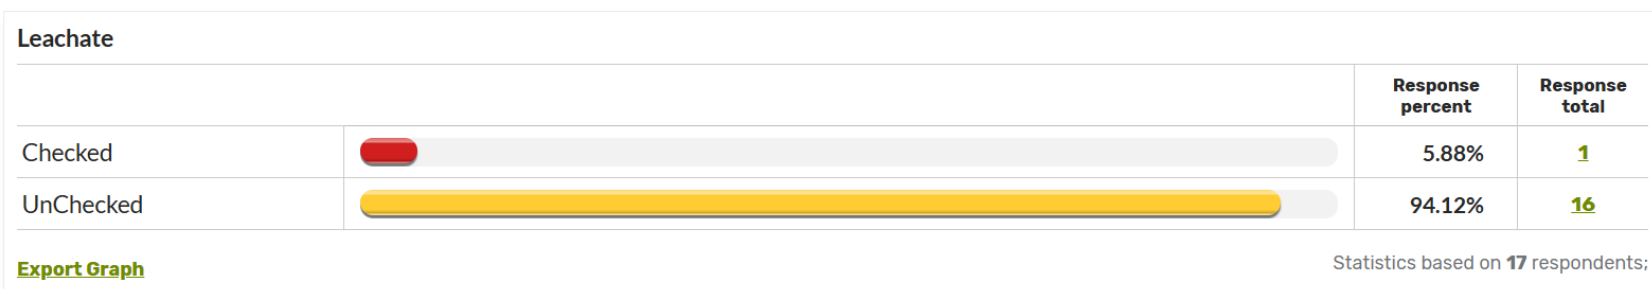 Leachate
Response percent
Response total
Checked 5.88% 1
UnChecked 94.12% 16
Export Graph
Statistics based on 17 respondents;